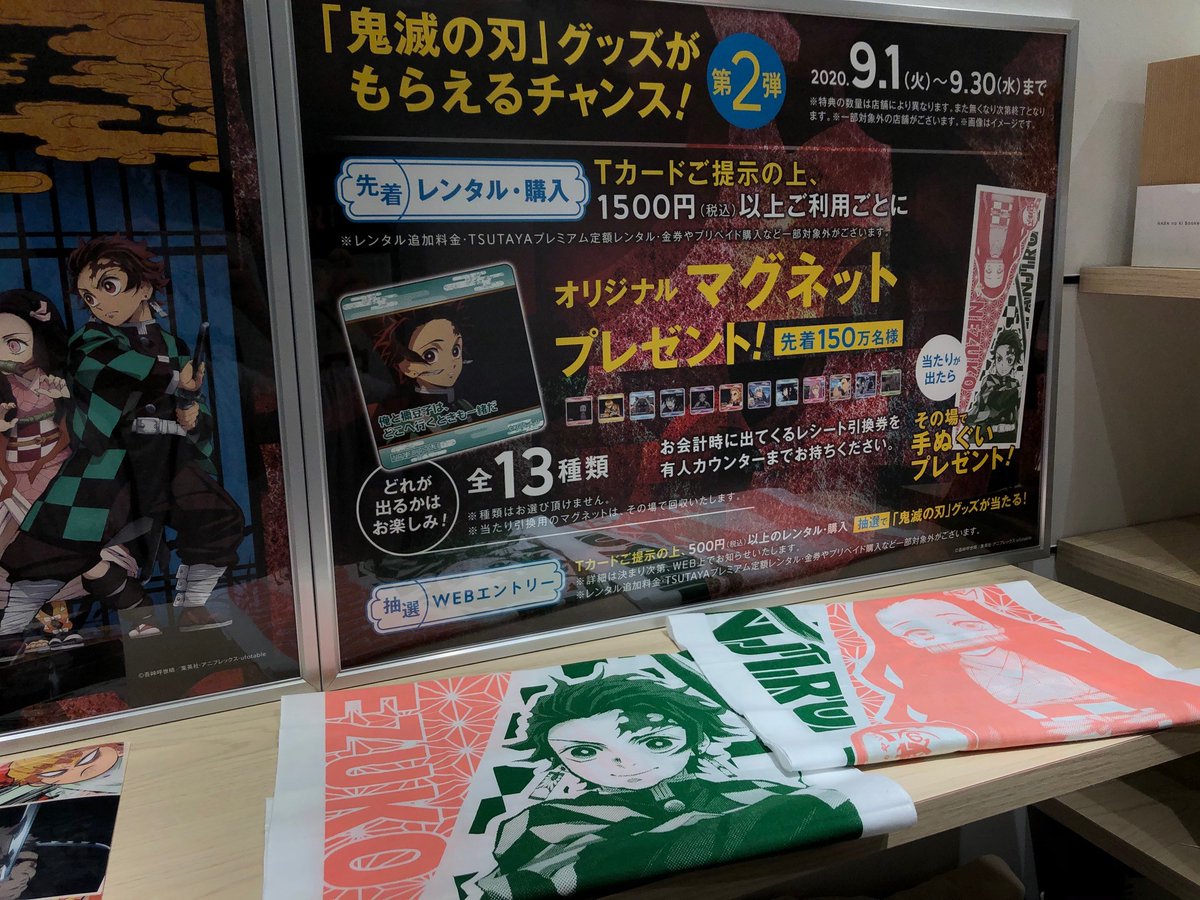 「鬼滅の刃」グッズが
もらえるチャンス!
第2弾
2020. 9.1(火)～9.30(水)まで
※特典の数量は店舗により異なります。また無くなり次第終了となり
ます。※一部対象外の店舗がございます。※画像はイメージです。
先着 レンタル・購入
Tカードご提示の上、
1500円(税込)以上ご利用ごとに
※レンタル追加料金・TSUTAYAプレミアム定額レンタル・金券やプリペイド購入など一部対象外がございます。
オリジナル マグネット
プレゼント! 先着150万名様
俺と禰豆子は、
どこへ行くときも一緒だ
どれが
出るかは
お楽しみ!
全13種類
※種類はお選び頂けません。
※当たり引換用のマグネットは、その場で回収いたします。
お会計時に出てくるレシート引換券を
有人カウンターまでお持ちください。
当たりが
出たら
その場で
手ぬぐい
プレゼント!
NEZUKO
抽選 WEBエントリー
Tカードご提示の上、500円(税込)以上のレンタル・購入 抽選で「鬼滅の刃」グッズが当たる!
※詳細は決まり次第、WEB上でお知らせいたします。
※レンタル追加料金・TSUTAYAプレミアム定額レンタル・金券やプリペイド購入など一部対象外がございます。
©吾峠呼世晴/集英社・アニプレックス・ufotable
©吾峠呼世晴/集英社・アニプレックス・ufotable
EZUKO
NJIRU